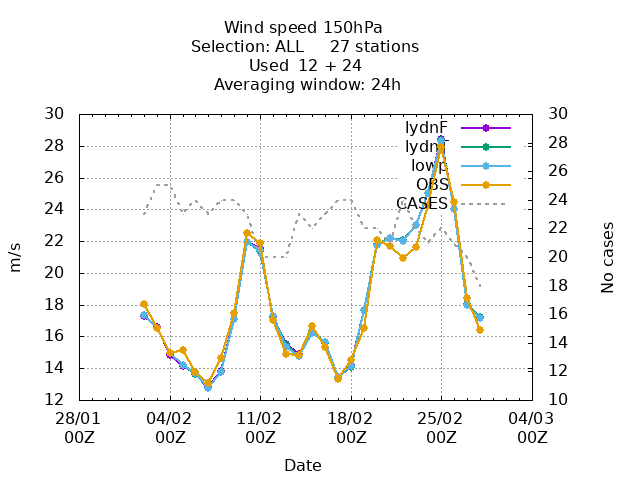 Wind speed 150hPa
Selection: ALL 27 stations
Used 12 + 24
Averaging window: 24h
30 30
28 28
26 26
24 24
22 22
20 20
18 18
16 16
14 14
12 12
10
m/s
No cases
lydnF
lowp
OBS
CASES
28/01 04/02 11/02 18/02 25/02 04/03
00Z 00Z 00Z 00Z 00Z 00Z
Date